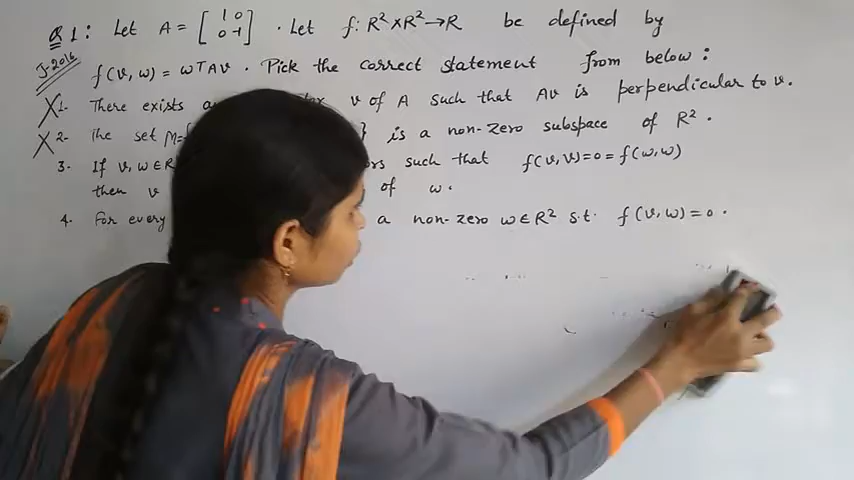 Q 1: Let A = [1 0 0 -1] . Let f: R² x R² → R be defined by
J-2016
f(v, w) = wTAv . Pick the correct statement from below :
X1. There exists v of A such that Av is perpendicular to v.
X2. The set M={ } is a non-zero subspace of R² .
3. If v, w ∈ R such that f(v, v)=0=f(w, w)
then v of w.
4. For every a non-zero w ∈ R² s.t. f(v, w) = 0 .